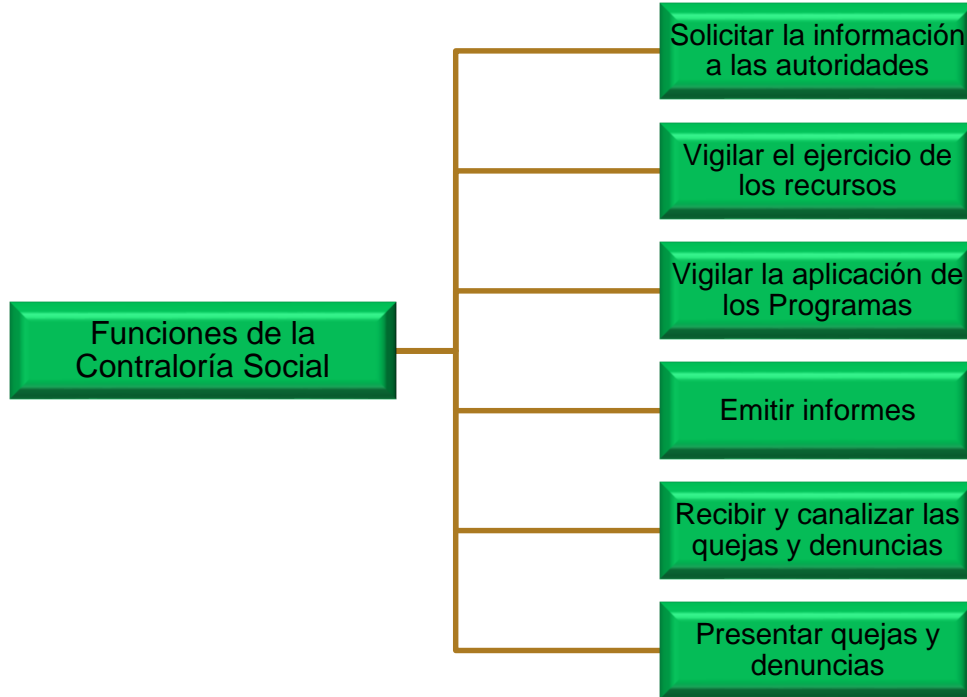 Solicitar la información
a las autoridades
Vigilar el ejercicio de
los recursos
Vigilar la aplicación de
los Programas
Funciones de la
Contraloría Social
Emitir informes
Recibir y canalizar las
quejas y denuncias
Presentar quejas y
denuncias